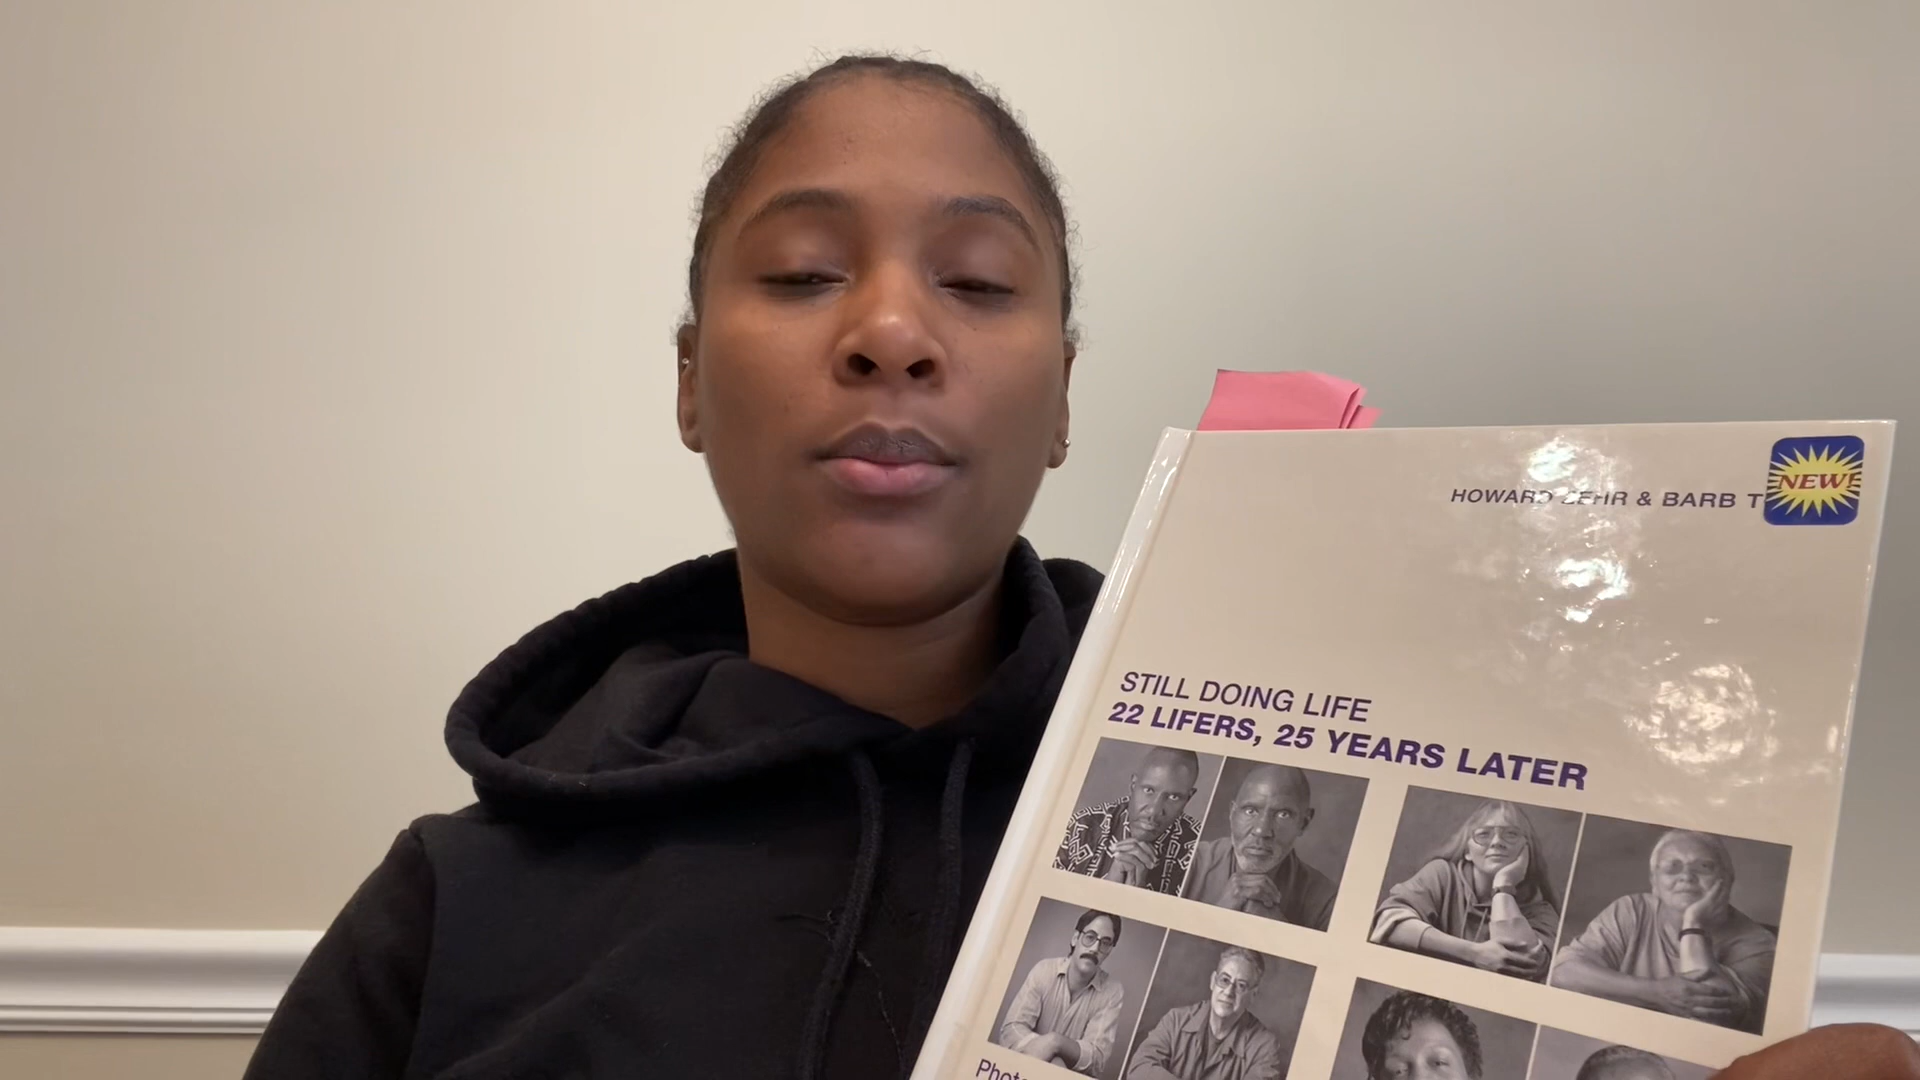 HOWARD ZEHR & BARB T
NEW!
STILL DOING LIFE
22 LIFERS, 25 YEARS LATER